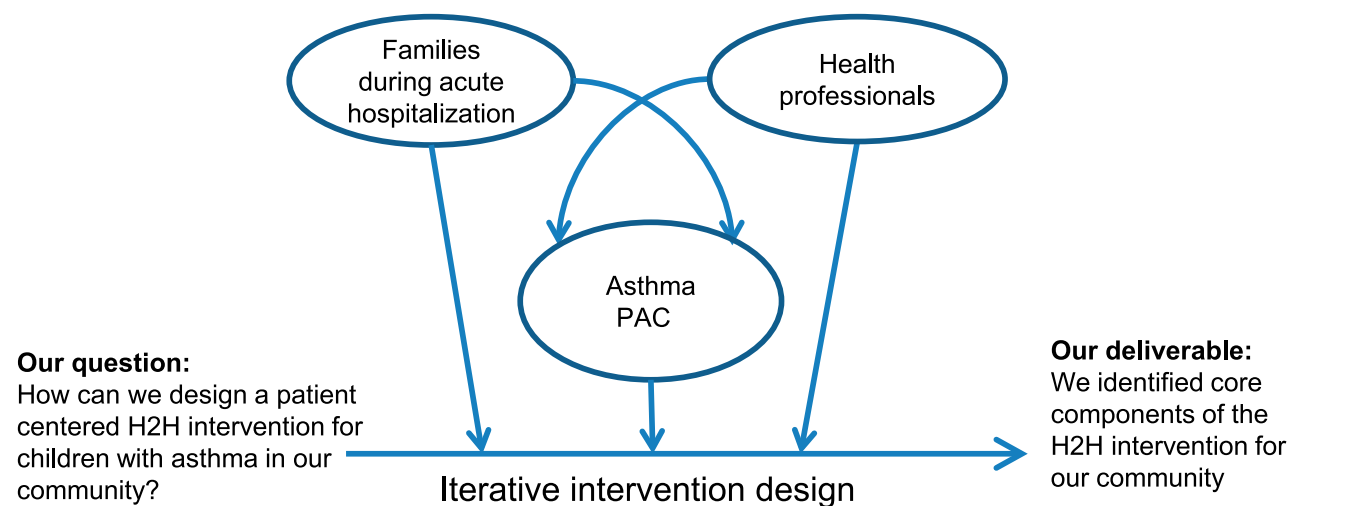 Families
during acute
hospitalization
Health
professionals
Asthma
PAC
Our question:
How can we design a patient
centered H2H intervention for
children with asthma in our
community?
Iterative intervention design
Our deliverable:
We identified core
components of the
H2H intervention for
our community